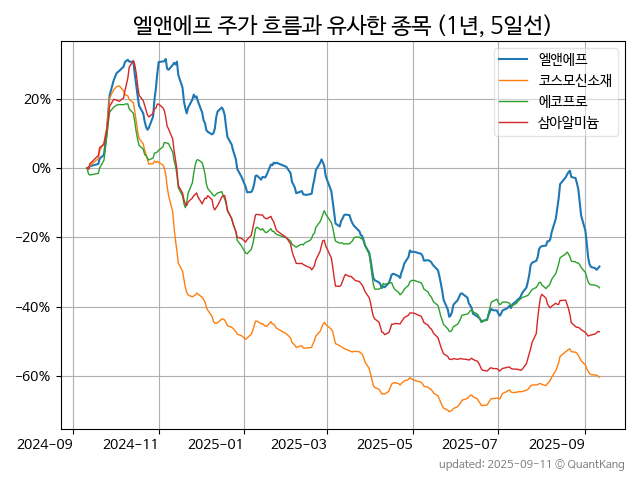 엘앤에프 주가 흐름과 유사한 종목 (1년, 5일선)
엘앤에프
코스모신소재
에코프로
삼아알미늄
20%
0%
−20%
−40%
−60%
2024-09 2024-11 2025-01 2025-03 2025-05 2025-07 2025-09
updated: 2025-09-11 © QuantKang